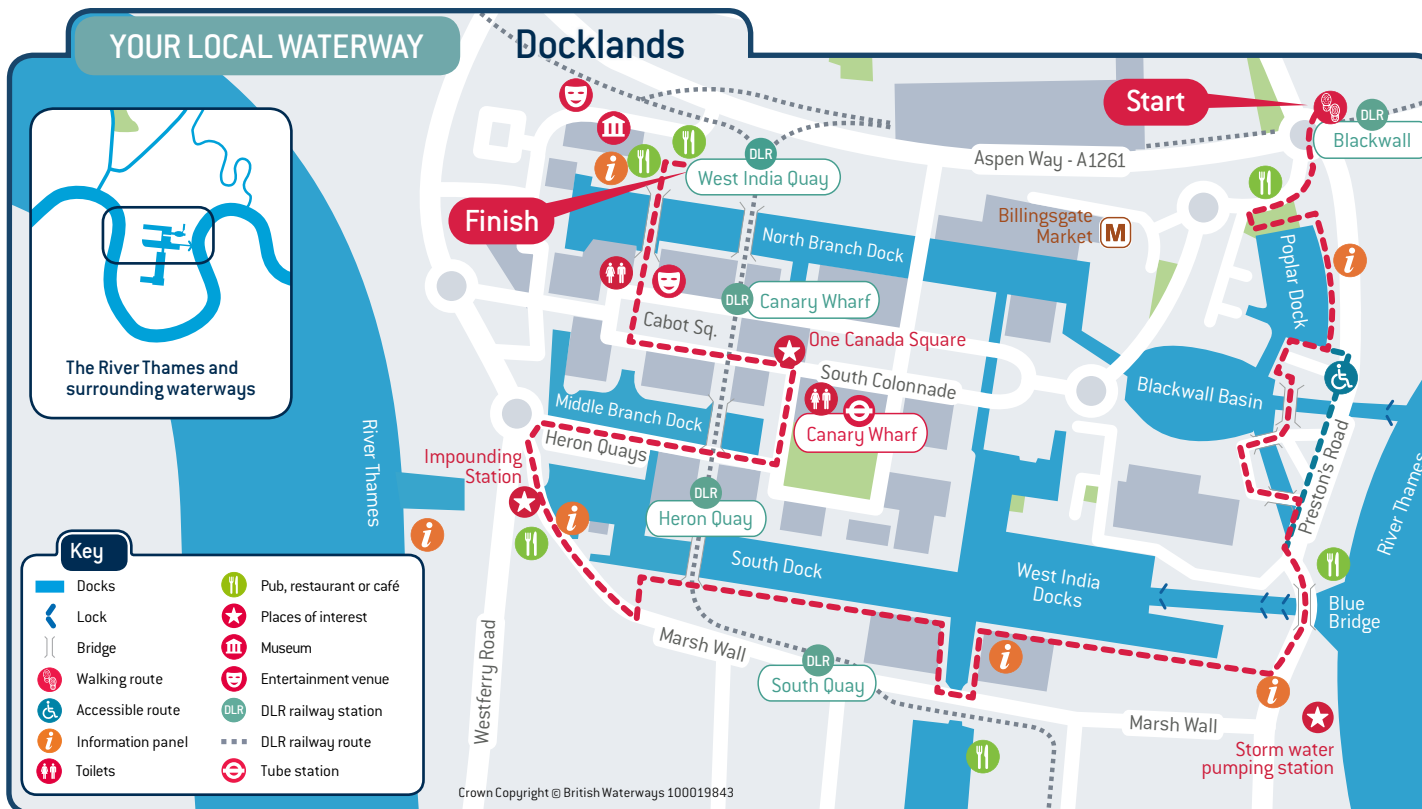 YOUR LOCAL WATERWAY
Docklands
The River Thames and
surrounding waterways
Start
DLR
Blackwall
Aspen Way - A1261
DLR
West India Quay
Finish
Billingsgate
Market
M
North Branch Dock
Poplar Dock
DLR
Canary Wharf
Cabot Sq.
One Canada Square
South Colonnade
Canary Wharf
Blackwall Basin
Middle Branch Dock
Heron Quays
Impounding
Station
River Thames
Preston's Road
River Thames
DLR
Heron Quay
South Dock
West India
Docks
Blue
Bridge
Marsh Wall
Westferry Road
DLR
South Quay
Marsh Wall
Storm water
pumping station
i
i
i
i
i
i
Key
Docks
Lock
Bridge
Walking route
Accessible route
i
Information panel
Toilets
Pub, restaurant or café
Places of interest
Museum
Entertainment venue
DLR
DLR railway station
DLR railway route
Tube station
Crown Copyright © British Waterways 100019843